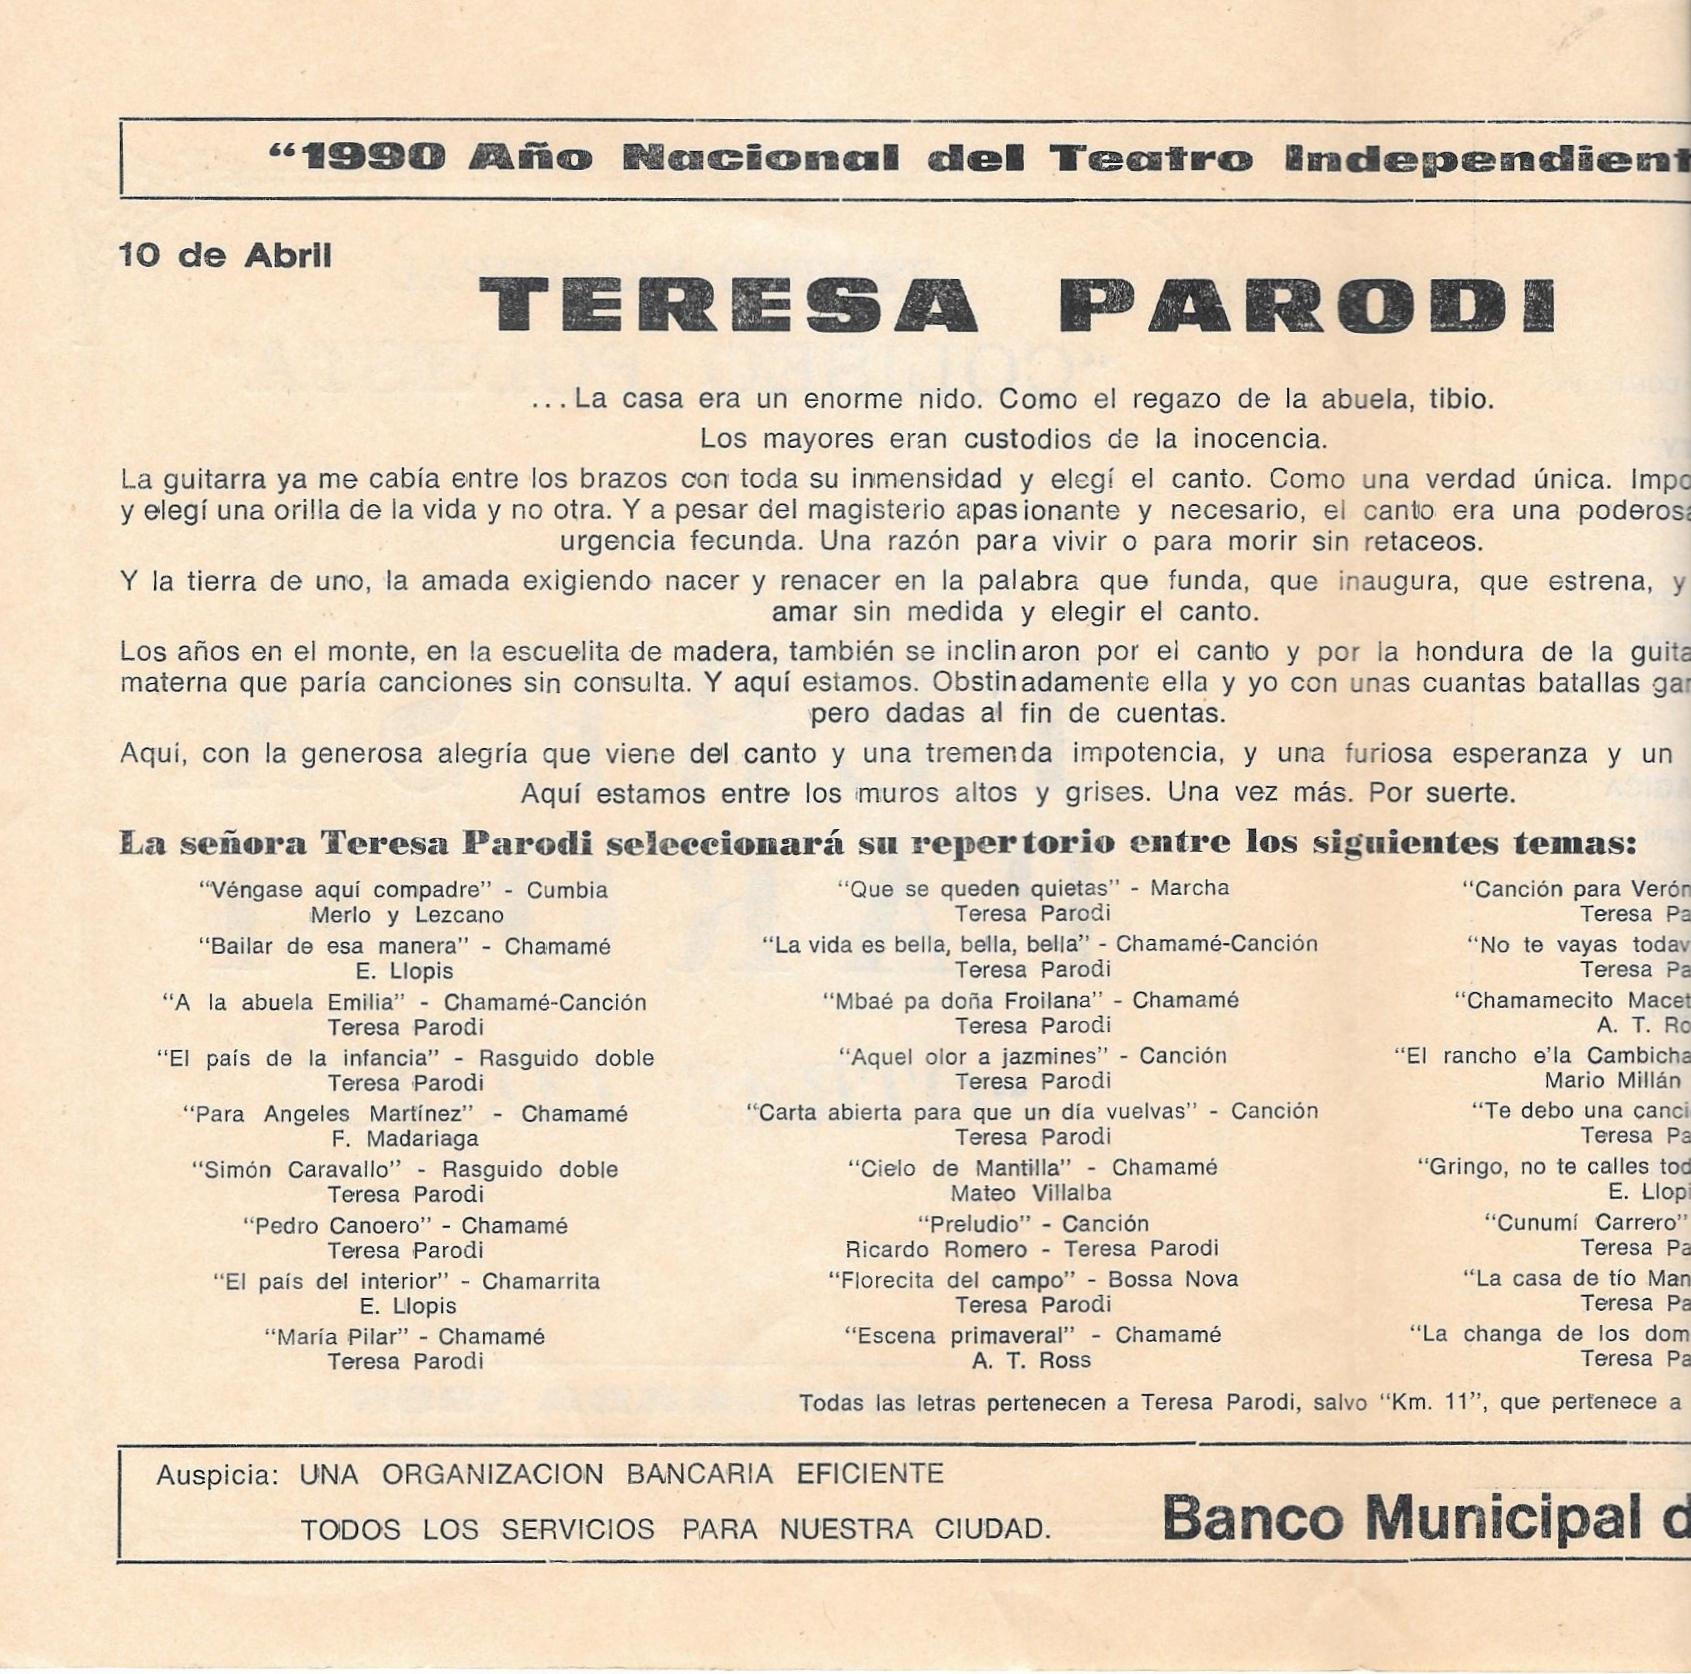 “1990 Año Nacional del Teatro Independient
10 de Abril
TERESA PARODI
...La casa era un enorme nido. Como el regazo de la abuela, tibio.
Los mayores eran custodios de la inocencia.
La guitarra ya me cabía entre los brazos con toda su inmensidad y elegí el canto. Como una verdad única. Impo
y elegí una orilla de la vida y no otra. Y a pesar del magisterio apasionante y necesario, el canto era una poderosa
urgencia fecunda. Una razón para vivir o para morir sin retaceos.
Y la tierra de uno, la amada exigiendo nacer y renacer en la palabra que funda, que inaugura, que estrena, y
amar sin medida y elegir el canto.
Los años en el monte, en la escuelita de madera, también se inclinaron por el canto y por la hondura de la guita
materna que paría canciones sin consulta. Y aquí estamos. Obstinadamente ella y yo con unas cuantas batallas gan
pero dadas al fin de cuentas.
Aquí, con la generosa alegría que viene del canto y una tremenda impotencia, y una furiosa esperanza y un
Aquí estamos entre los muros altos y grises. Una vez más. Por suerte.
La señora Teresa Parodi seleccionará su repertorio entre los siguientes temas:
“Véngase aquí compadre” - Cumbia
Merlo y Lezcano
“Bailar de esa manera” - Chamamé
E. Llopis
“A la abuela Emilia” - Chamamé-Canción
Teresa Parodi
“El país de la infancia” - Rasguido doble
Teresa Parodi
“Para Angeles Martínez” - Chamamé
F. Madariaga
“Simón Caravallo” - Rasguido doble
Teresa Parodi
“Pedro Canoero” - Chamamé
Teresa Parodi
“El país del interior” - Chamarrita
E. Llopis
“María Pilar” - Chamamé
Teresa Parodi
“Que se queden quietas” - Marcha
Teresa Parodi
“La vida es bella, bella, bella” - Chamamé-Canción
Teresa Parodi
“Mbaé pa doña Froilana” - Chamamé
Teresa Parodi
“Aquel olor a jazmines” - Canción
Teresa Parodi
“Carta abierta para que un día vuelvas” - Canción
Teresa Parodi
“Cielo de Mantilla” - Chamamé
Mateo Villalba
“Preludio” - Canción
Ricardo Romero - Teresa Parodi
“Florecita del campo” - Bossa Nova
Teresa Parodi
“Escena primaveral” - Chamamé
A. T. Ross
“Canción para Verón
Teresa Pa
“No te vayas todav
Teresa Pa
“Chamamecito Macet
A. T. Ro
“El rancho e'la Cambicha
Mario Millán
“Te debo una canci
Teresa Pa
“Gringo, no te calles tod
E. Llopi
“Cunumí Carrero”
Teresa Pa
“La casa de tío Man
Teresa Pa
“La changa de los dom
Teresa Pa
Todas las letras pertenecen a Teresa Parodi, salvo “Km. 11”, que pertenece a
Auspicia: UNA ORGANIZACION BANCARIA EFICIENTE
TODOS LOS SERVICIOS PARA NUESTRA CIUDAD.
Banco Municipal d